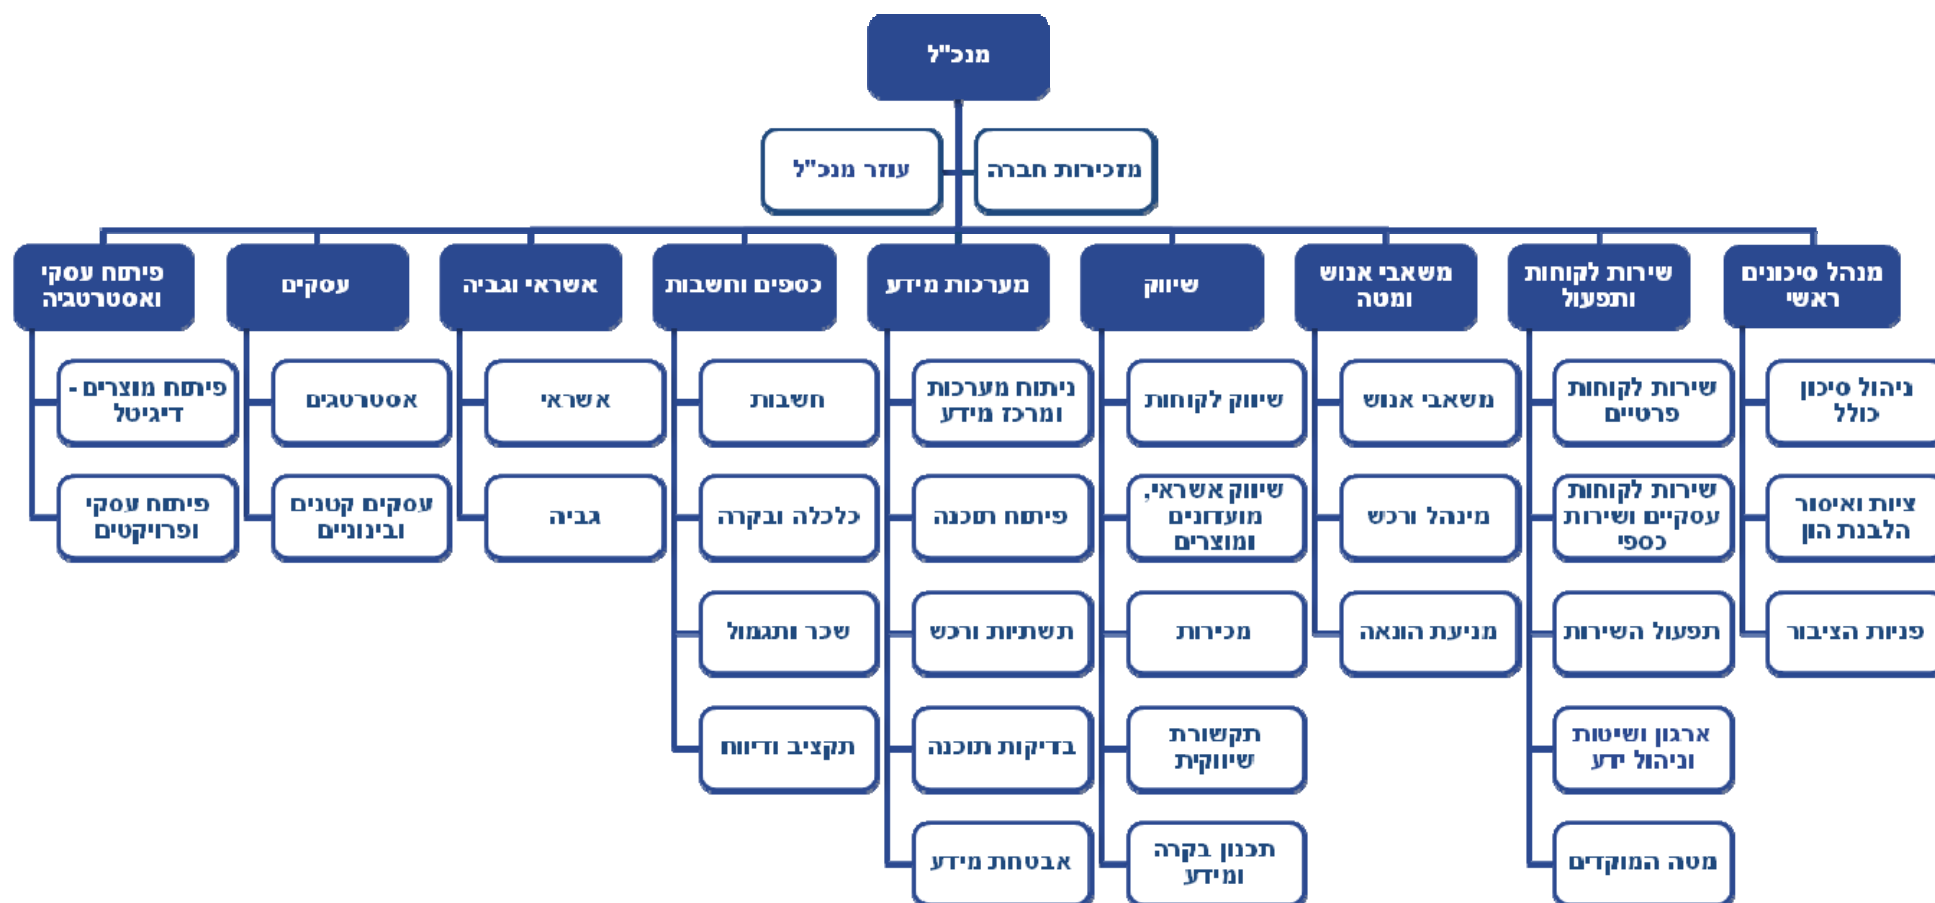 מנכ"ל
מזכירות חברה
עוזר מנכ"ל
מנהל סיכונים
ראשי
ניהול סיכון
כולל
ציות ואיסור
הלבנת הון
פניות הציבור
שירות לקוחות
ותפעול
שירות לקוחות
פרטיים
שירות לקוחות
עסקיים ושירות
כספי
תפעול השירות
ארגון ושיטות
וניהול ידע
מטה המוקדים
משאבי אנוש
ומטה
משאבי אנוש
מינהל ורכש
מניעת הונאה
שיווק
שיווק לקוחות
שיווק אשראי,
מועדונים
ומוצרים
מכירות
תקשורת
שיווקית
תכנון בקרה
ומידע
מערכות מידע
ניתוח מערכות
ומרכז מידע
פיתוח תוכנה
תשתיות ורכש
בדיקות תוכנה
אבטחת מידע
כספים וחשבות
חשבות
כלכלה ובקרה
שכר ותגמול
תקציב ודיווח
אשראי וגביה
אשראי
גביה
עסקים
אסטרטגים
עסקים קטנים
ובינוניים
פיתוח עסקי
ואסטרטגיה
פיתוח מוצרים -
דיגיטל
פיתוח עסקי
ופרויקטים